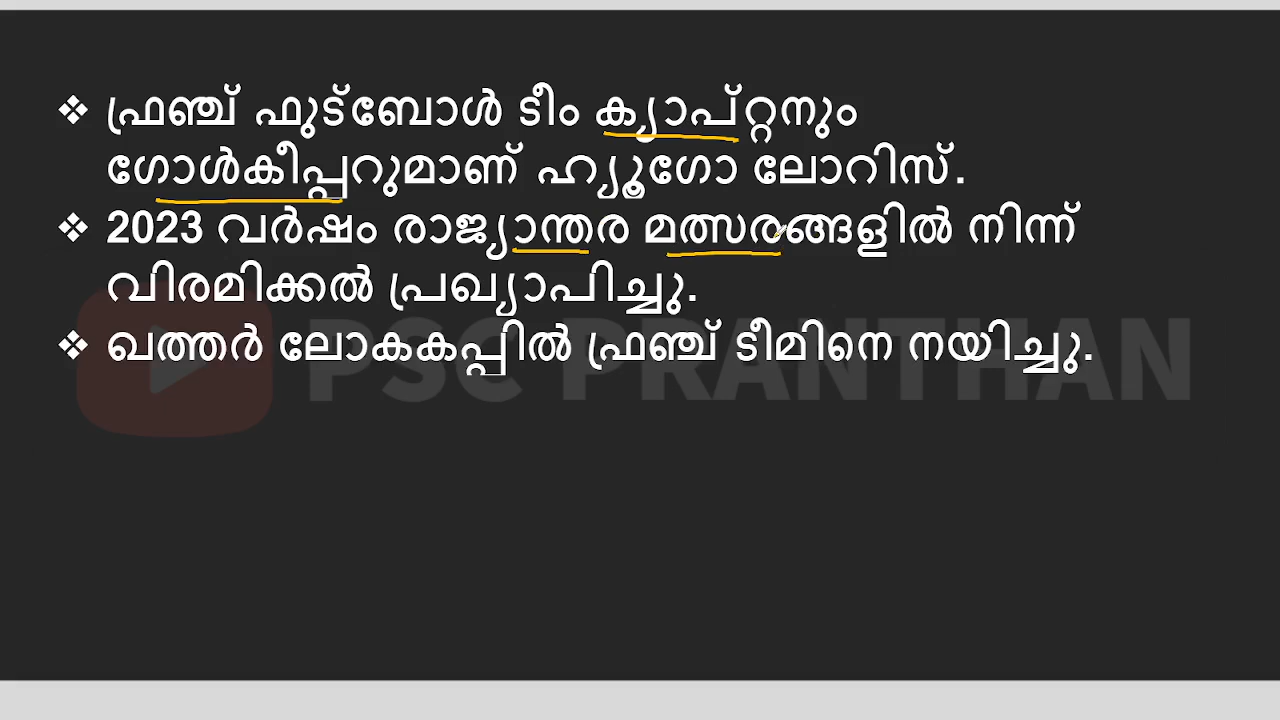 ❖ ഫ്രഞ്ച് ഫുട്ബോൾ ടീം ക്യാപ്റ്റനും
ഗോൾകീപ്പറുമാണ് ഹ്യൂഗോ ലോറിസ്.
❖ 2023 വർഷം രാജ്യാന്തര മത്സരങ്ങളിൽ നിന്ന്
വിരമിക്കൽ പ്രഖ്യാപിച്ചു.
❖ ഖത്തർ ലോകകപ്പിൽ ഫ്രഞ്ച് ടീമിനെ നയിച്ചു.
PSC PRANTHAN